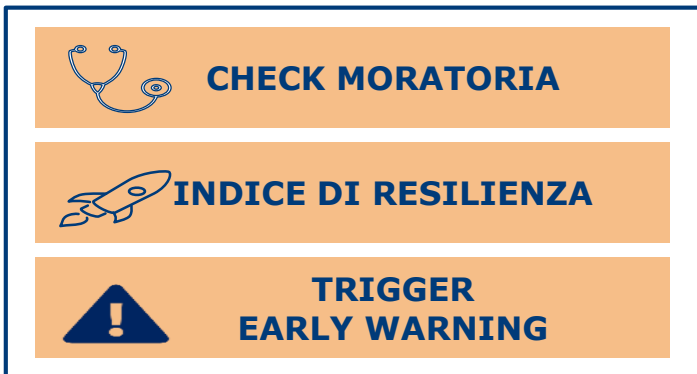 CHECK MORATORIA
INDICE DI RESILIENZA
TRIGGER
EARLY WARNING